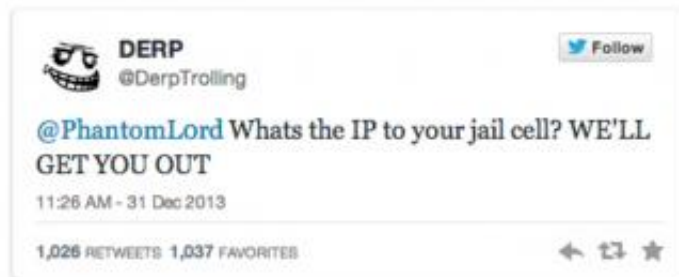 DERP
Follow
@DerpTrolling
@PhantomLord Whats the IP to your jail cell? WE'LL
GET YOU OUT
11:26 AM - 31 Dec 2013
1,026 RETWEETS 1,037 FAVORITES